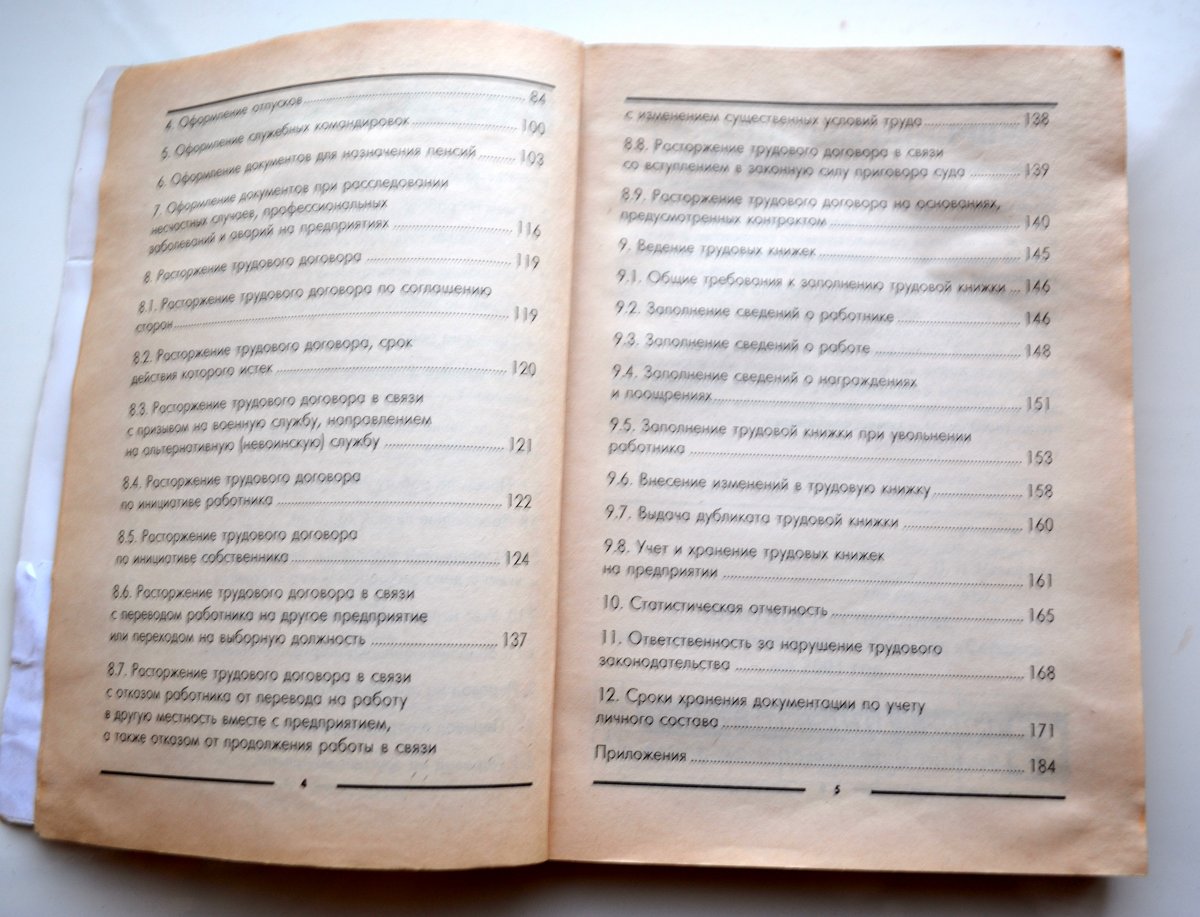 4. Оформление отпусков 84
5. Оформление служебных командировок 100
6. Оформление документов для назначения пенсий 103
7. Оформление документов при расследовании
несчастных случаев, профессиональных
заболеваний и аварий на предприятиях 116
8. Расторжение трудового договора 119
8.1. Расторжение трудового договора по соглашению
сторон 119
8.2. Расторжение трудового договора, срок
действия которого истек 120
8.3. Расторжение трудового договора в связи
с призывом на военную службу, направлением
на альтернативную (невоинскую) службу 121
8.4. Расторжение трудового договора
по инициативе работника 122
8.5. Расторжение трудового договора
по инициативе собственника 124
8.6. Расторжение трудового договора в связи
с переводом работника на другое предприятие
или переходом на выборную должность 137
8.7. Расторжение трудового договора в связи
с отказом работника от перевода на работу
в другую местность вместе с предприятием,
а также отказом от продолжения работы в связи
4
с изменением существенных условий труда 138
8.8. Расторжение трудового договора в связи
со вступлением в законную силу приговора суда 139
8.9. Расторжение трудового договора на основаниях,
предусмотренных контрактом 140
9. Ведение трудовых книжек 145
9.1. Общие требования к заполнению трудовой книжки 146
9.2. Заполнение сведений о работнике 146
9.3. Заполнение сведений о работе 148
9.4. Заполнение сведений о награждениях
и поощрениях 151
9.5. Заполнение трудовой книжки при увольнении
работника 153
9.6. Внесение изменений в трудовую книжку 158
9.7. Выдача дубликата трудовой книжки 160
9.8. Учет и хранение трудовых книжек
на предприятии 161
10. Статистическая отчетность 165
11. Ответственность за нарушение трудового
законодательства 168
12. Сроки хранения документации по учету
личного состава 171
Приложения 184
5